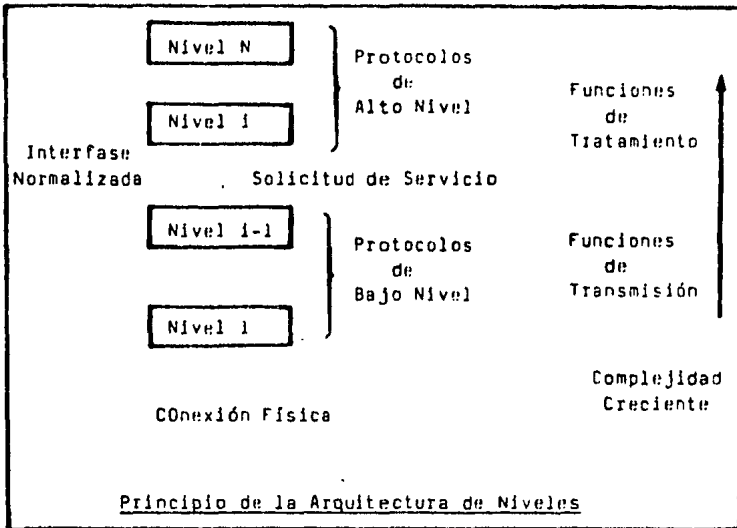 Nivel N
Protocolos
de
Alto Nivel
Funciones
de
Tratamiento
Nivel i
Interfase
Normalizada
Solicitud de Servicio
Nivel i-1
Protocolos
de
Bajo Nivel
Funciones
de
Transmisión
Nivel 1
Complejidad
Creciente
COnexión Física
Principio de la Arquitectura de Niveles